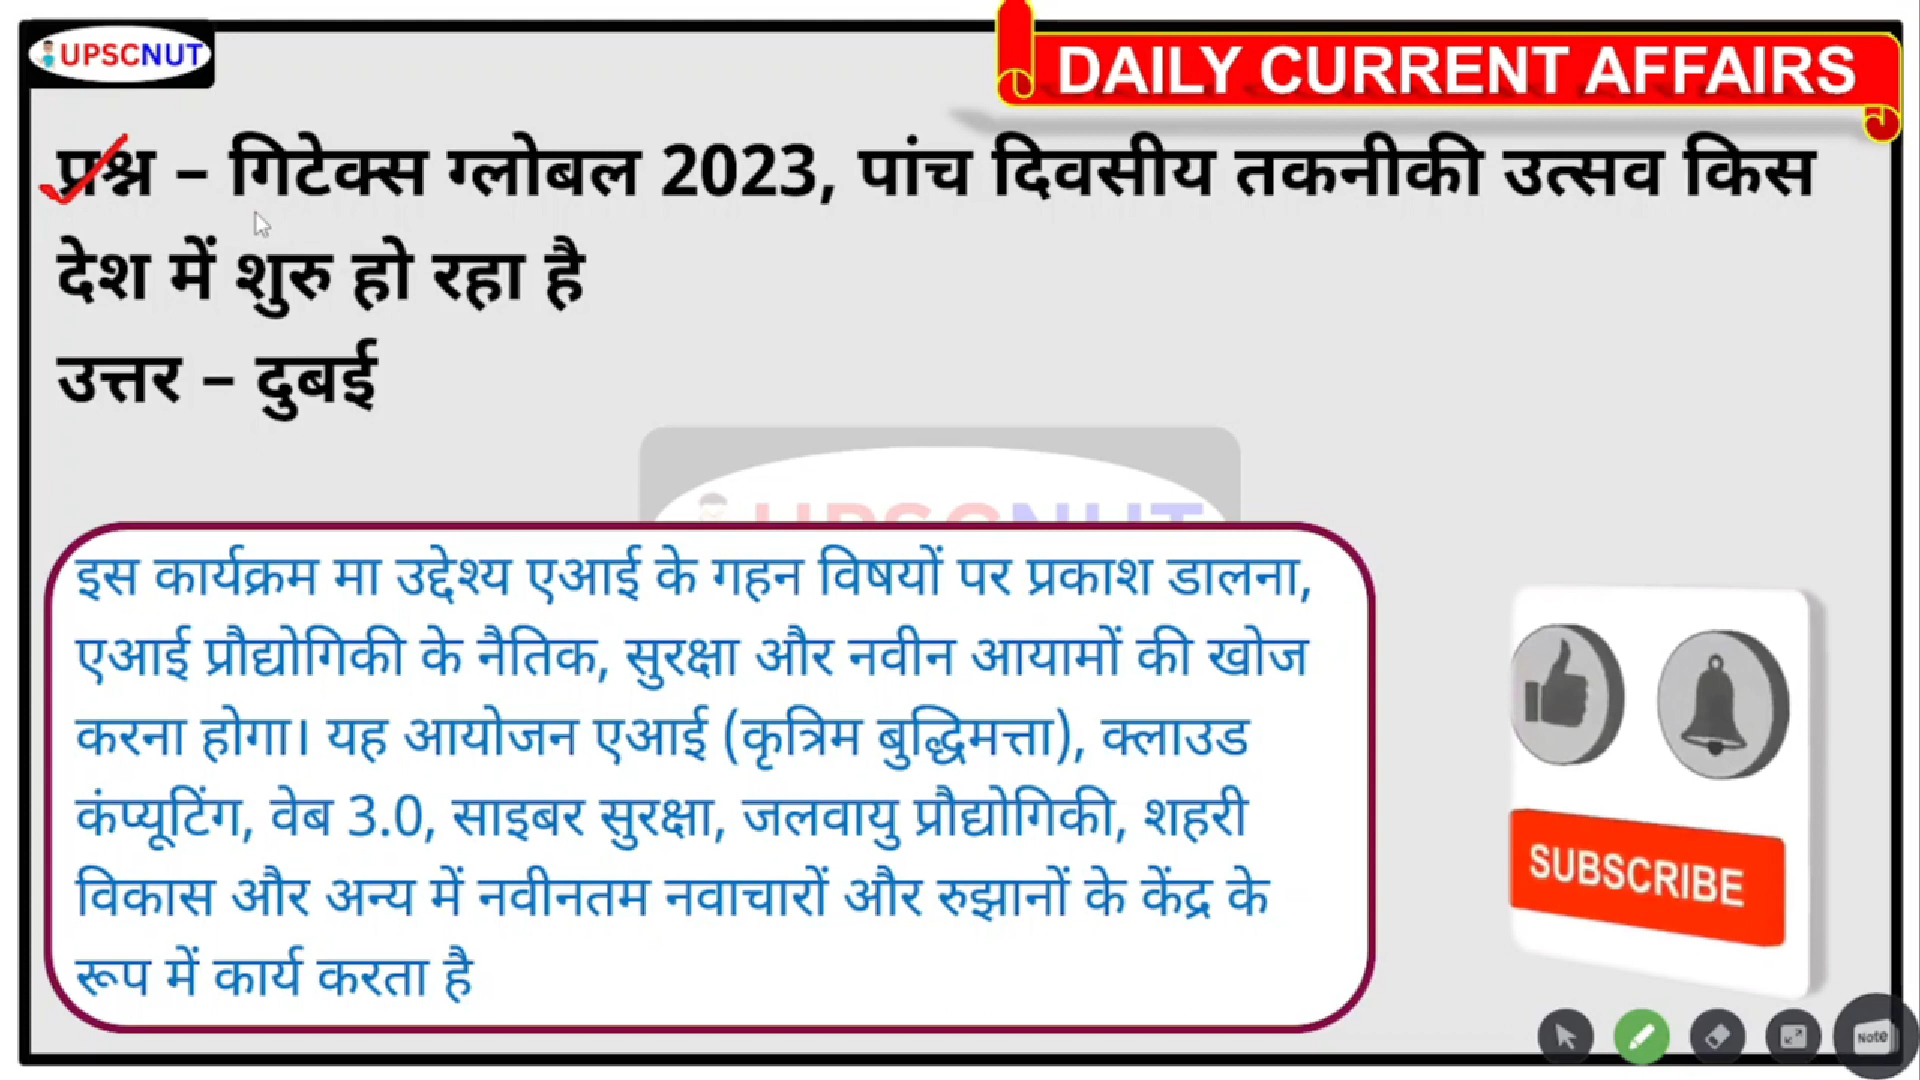 UPSCNUT
DAILY CURRENT AFFAIRS
प्रश्न – गिटेक्स ग्लोबल 2023, पांच दिवसीय तकनीकी उत्सव किस
देश में शुरु हो रहा है
उत्तर – दुबई
UPSCNUT
इस कार्यक्रम मा उद्देश्य एआई के गहन विषयों पर प्रकाश डालना,
एआई प्रौद्योगिकी के नैतिक, सुरक्षा और नवीन आयामों की खोज
करना होगा। यह आयोजन एआई (कृत्रिम बुद्धिमत्ता), क्लाउड
कंप्यूटिंग, वेब 3.0, साइबर सुरक्षा, जलवायु प्रौद्योगिकी, शहरी
विकास और अन्य में नवीनतम नवाचारों और रुझानों के केंद्र के
रूप में कार्य करता है
SUBSCRIBE
Note